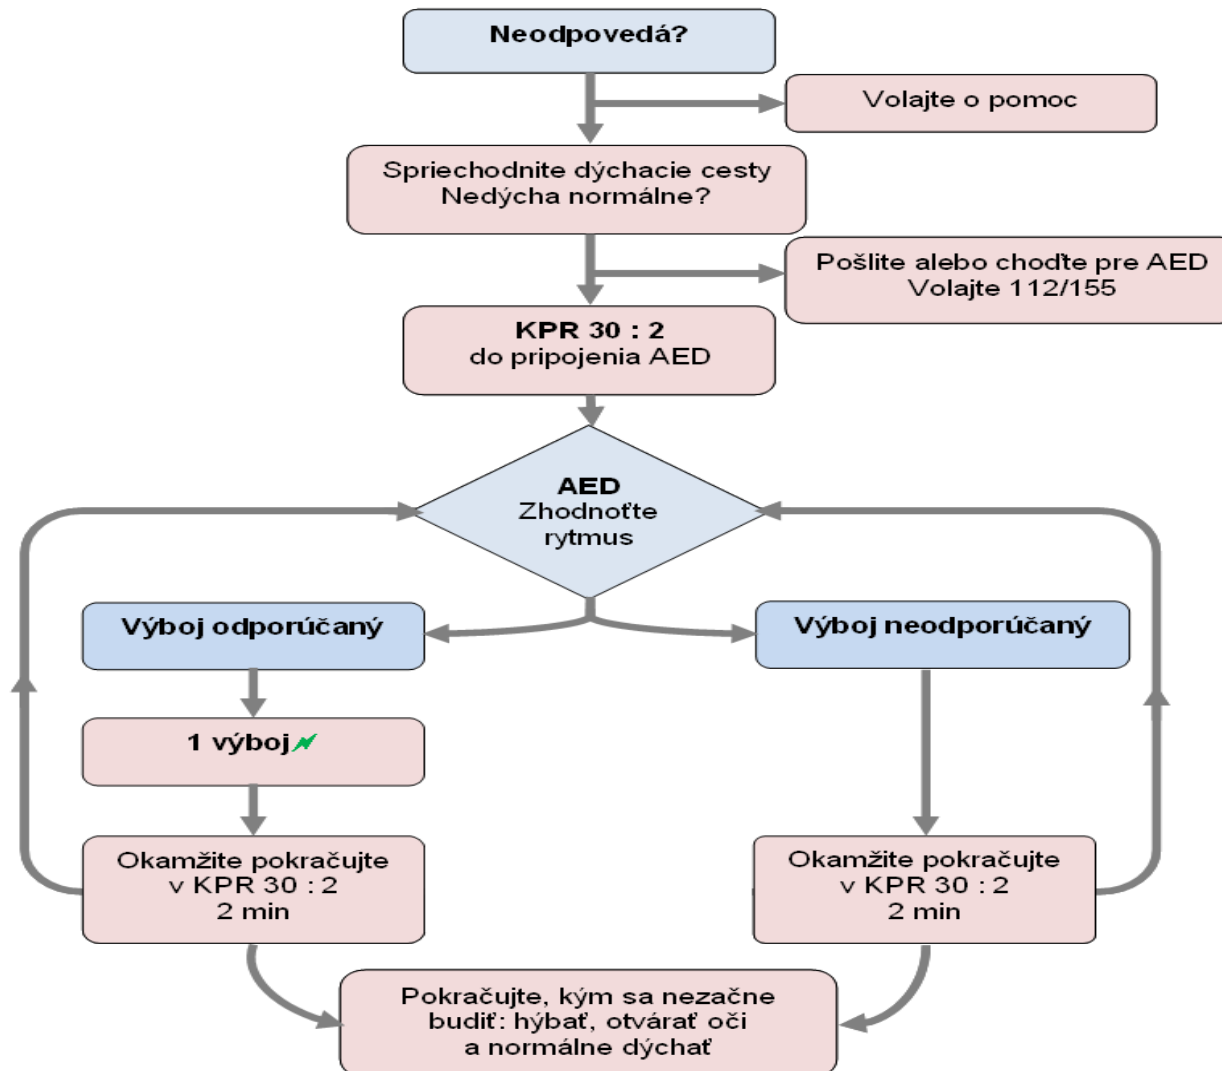 Neodpovedá?
Volajte o pomoc
Spriechodnite dýchacie cesty
Nedýcha normálne?
Pošlite alebo choďte pre AED
Volajte 112/155
KPR 30 : 2
do pripojenia AED
AED
Zhodnoťte
rytmus
Výboj odporúčaný
Výboj neodporúčaný
1 výboj
Okamžite pokračujte
v KPR 30 : 2
2 min
Okamžite pokračujte
v KPR 30 : 2
2 min
Pokračujte, kým sa nezačne
budiť: hýbať, otvárať oči
a normálne dýchať